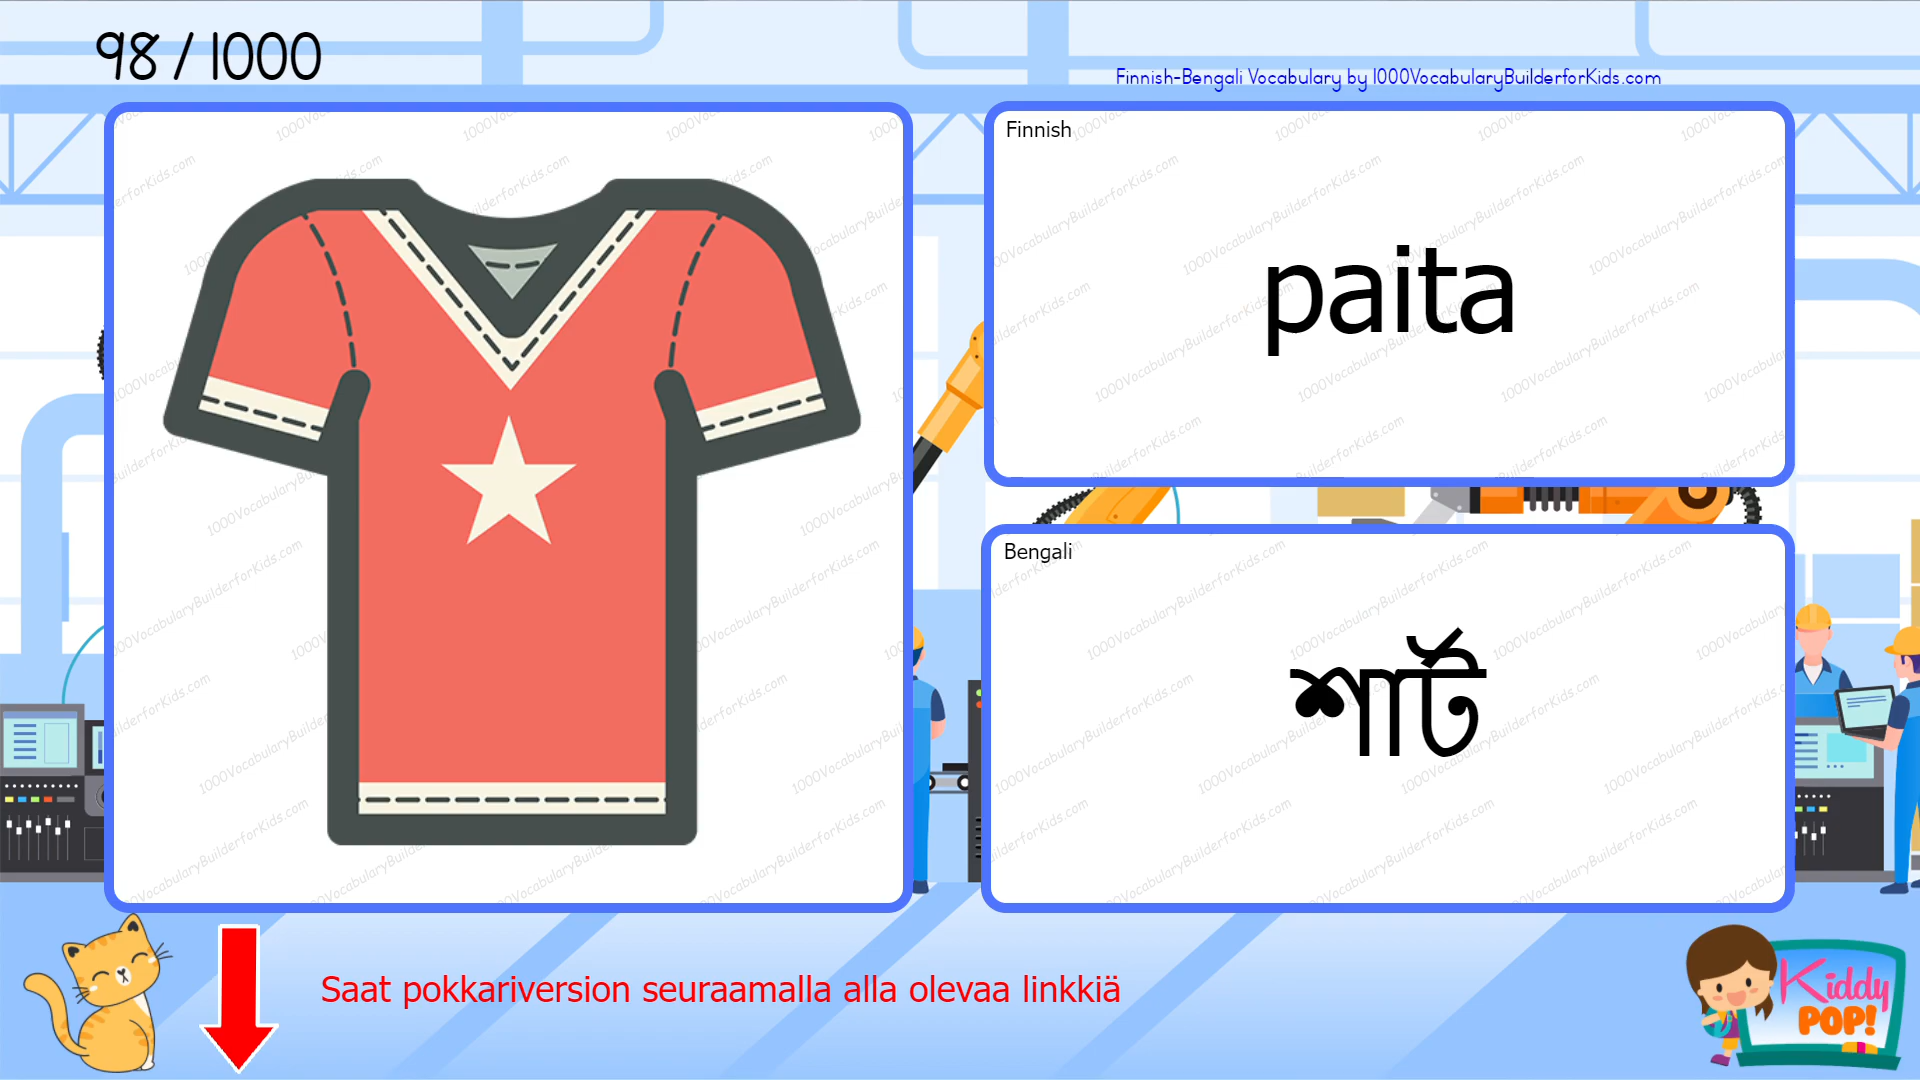 98 / 1000
Finnish-Bengali Vocabulary by 1000VocabularyBuilderforKids.com
Finnish
paita
Bengali
শার্ট
Saat pokkariversion seuraamalla alla olevaa linkkiä
Kiddy
POP!